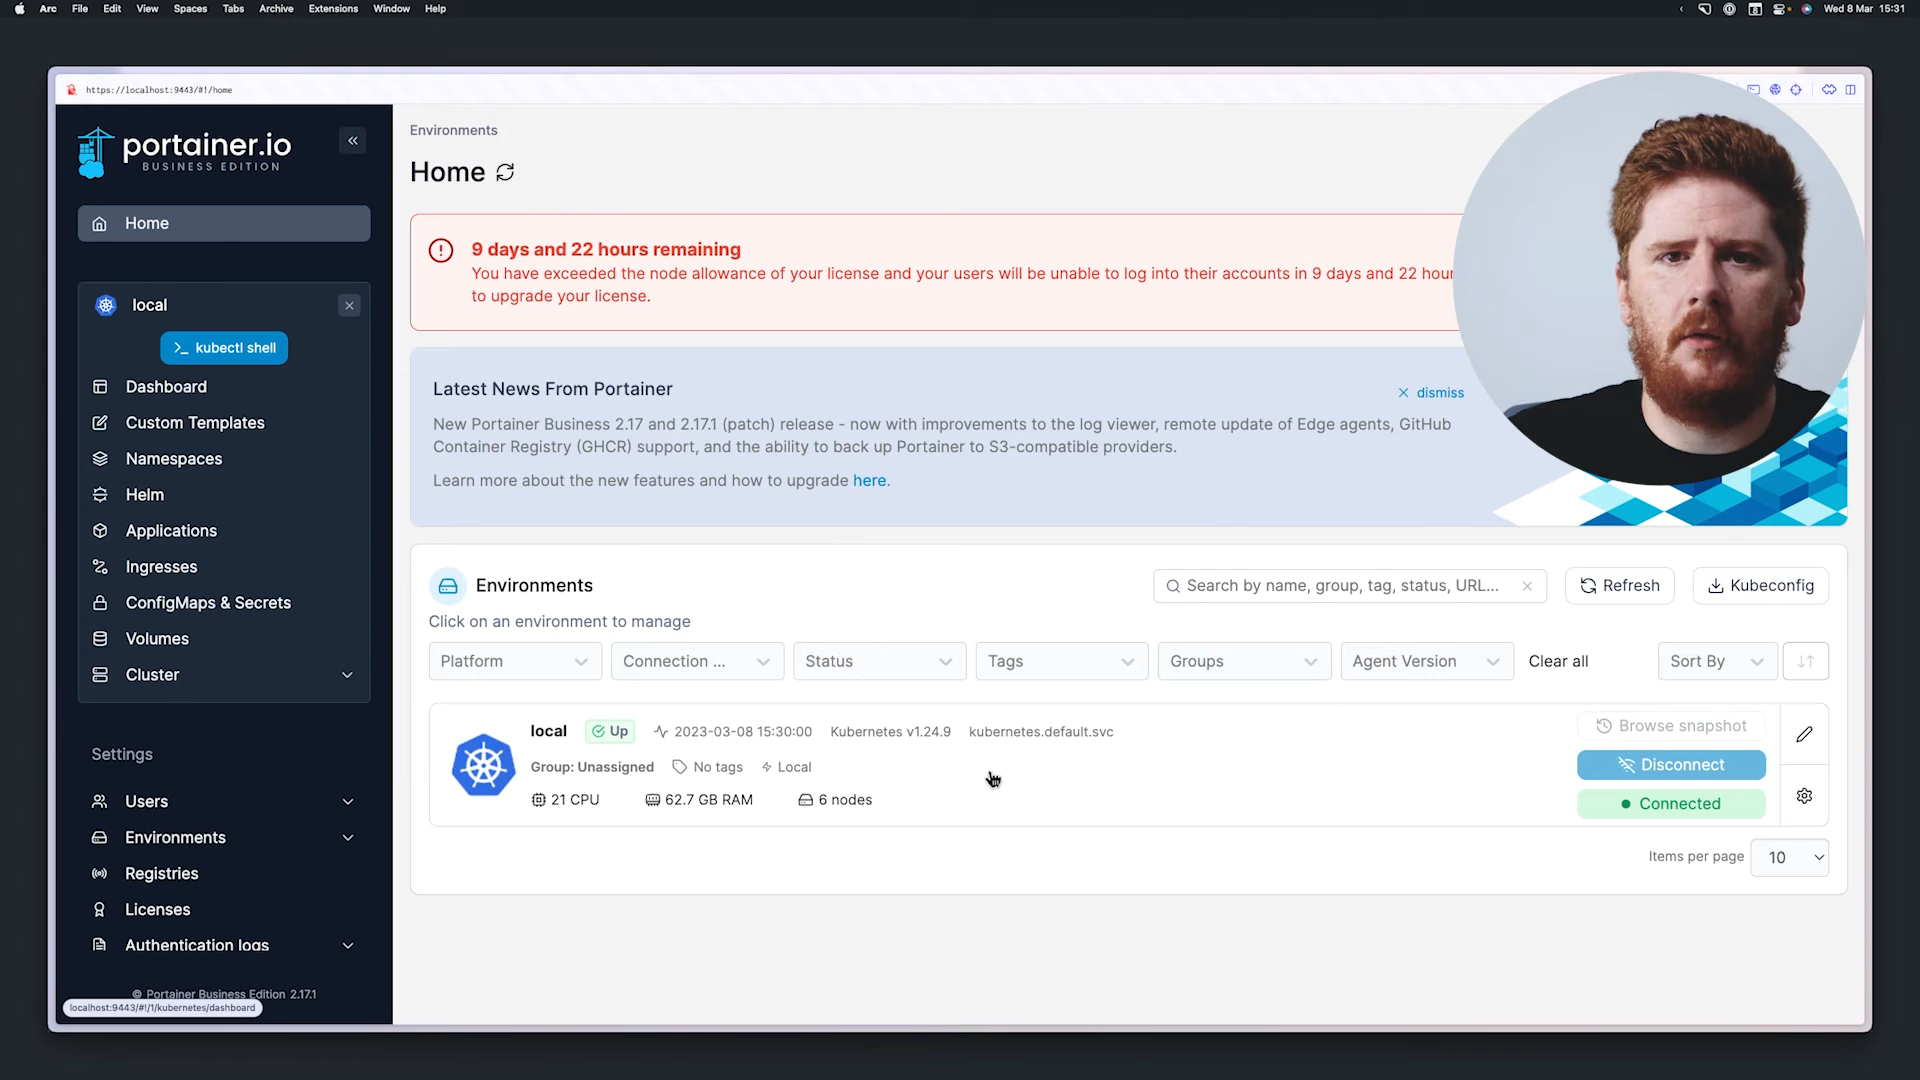 Arc File Edit View Spaces Tabs Archive Extensions Window Help
Wed 8 Mar 15:31
https://localhost:9443/#!/home
portainer.io
BUSINESS EDITION
Home
local
>_ kubectl shell
Dashboard
Custom Templates
Namespaces
Helm
Applications
Ingresses
ConfigMaps & Secrets
Volumes
Cluster
Settings
Users
Environments
Registries
Licenses
Authentication logs
© Portainer Business Edition 2.17.1
localhost:9443/#!/1/kubernetes/dashboard
Environments
Home
9 days and 22 hours remaining
You have exceeded the node allowance of your license and your users will be unable to log into their accounts in 9 days and 22
to upgrade your license.
Latest News From Portainer
dismiss
New Portainer Business 2.17 and 2.17.1 (patch) release - now with improvements to the log viewer, remote update of Edge agents, GitHub
Container Registry (GHCR) support, and the ability to back up Portainer to S3-compatible providers.
Learn more about the new features and how to upgrade here.
Environments
Search by name, group, tag, status, URL...
Refresh
Kubeconfig
Click on an environment to manage
Platform Connection ... Status Tags Groups Agent Version Clear all Sort By
local Up 2023-03-08 15:30:00 Kubernetes v1.24.9 kubernetes.default.svc
Group: Unassigned No tags Local
21 CPU 62.7 GB RAM 6 nodes
Browse snapshot
Disconnect
Connected
Items per page 10